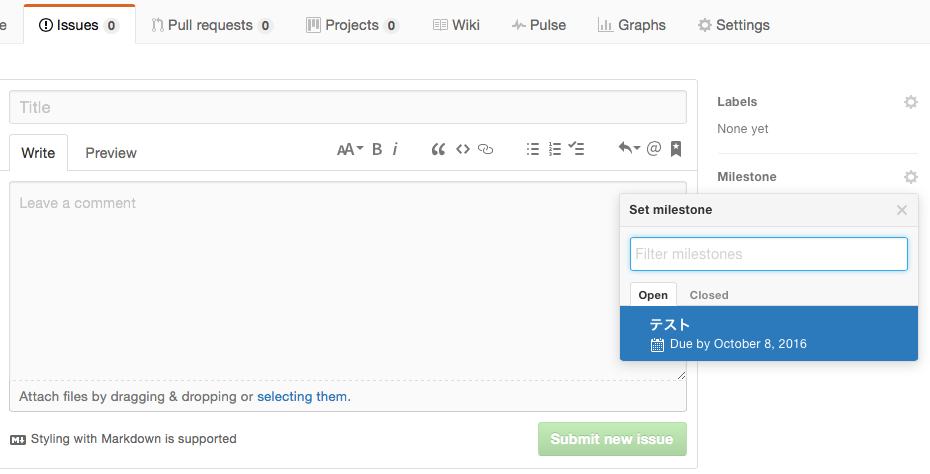 e Issues 0 Pull requests 0 Projects 0 Wiki Pulse Graphs Settings
Title
Write Preview AA B i
Leave a comment
Attach files by dragging & dropping or selecting them.
Styling with Markdown is supported
Submit new issue
Labels
None yet
Milestone
Set milestone
Filter milestones
Open Closed
テスト
Due by October 8, 2016